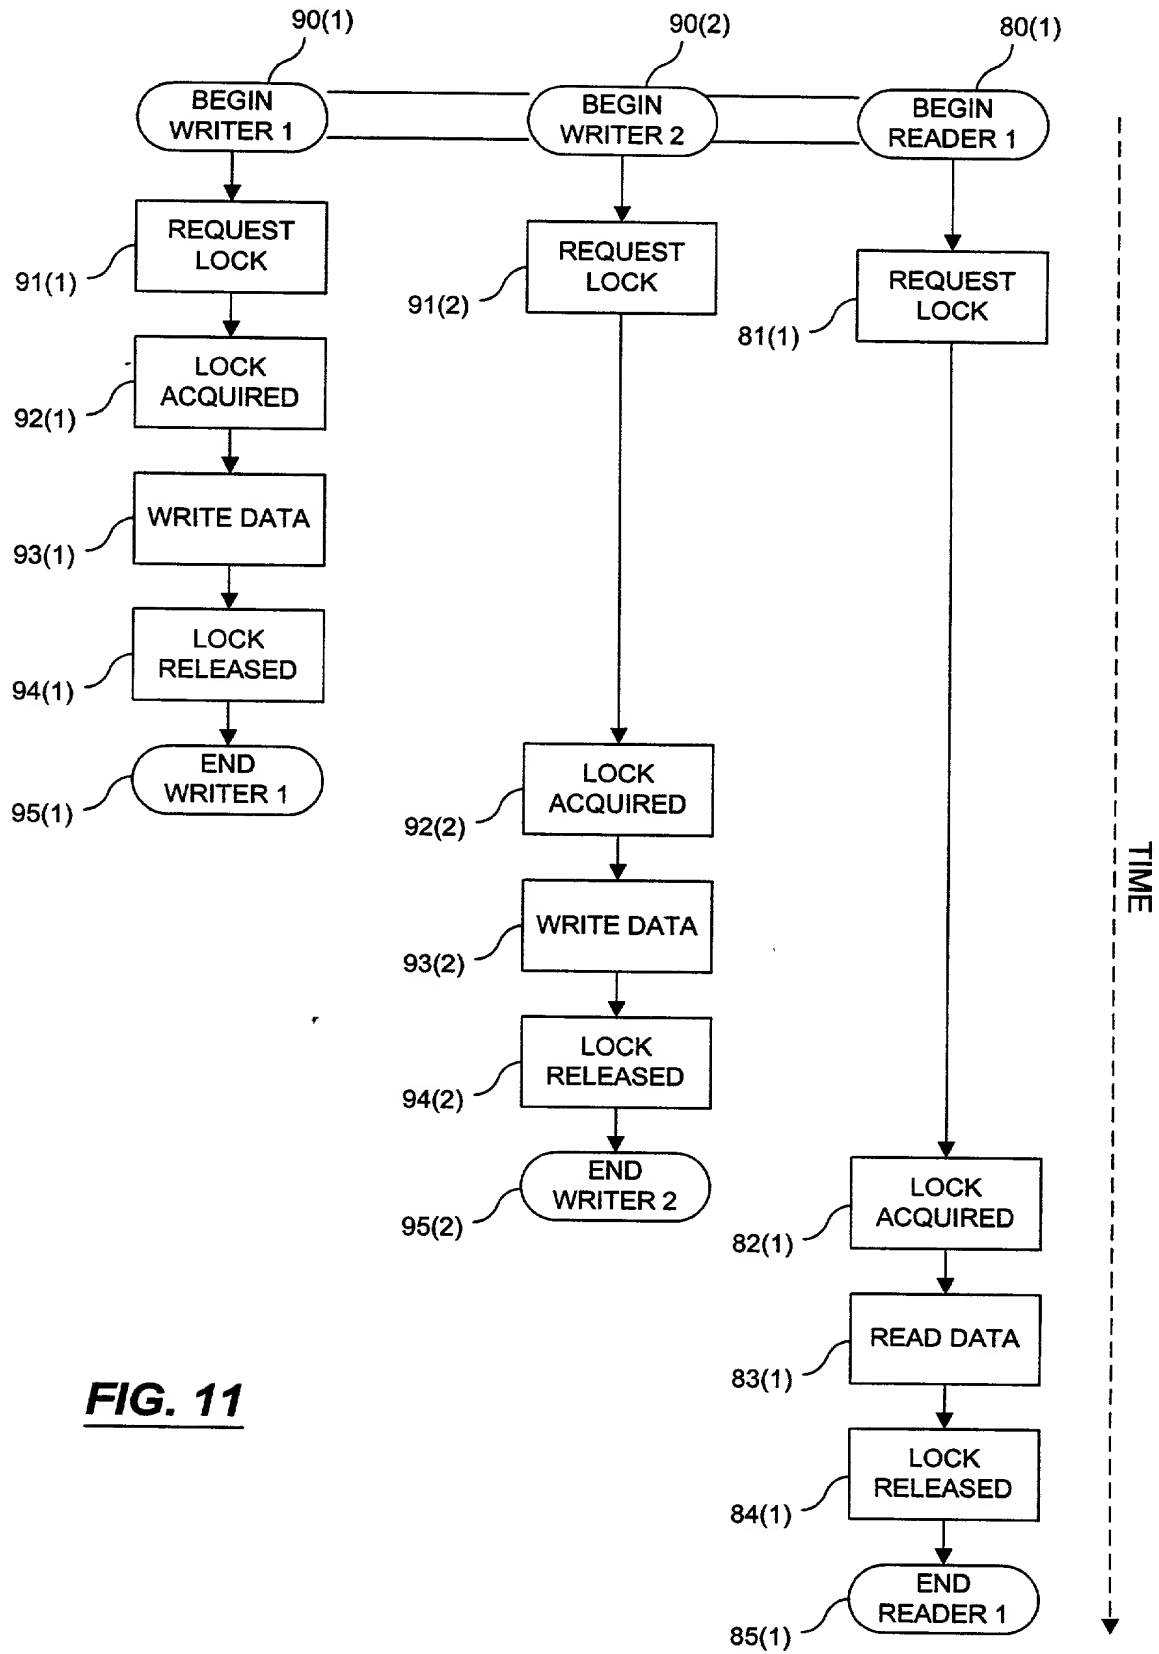 90(1)
90(2)
80(1)
BEGIN
WRITER 1
BEGIN
WRITER 2
BEGIN
READER 1
REQUEST
LOCK
91(1)
REQUEST
LOCK
91(2)
REQUEST
LOCK
81(1)
LOCK
ACQUIRED
92(1)
WRITE DATA
93(1)
LOCK
RELEASED
94(1)
END
WRITER 1
95(1)
LOCK
ACQUIRED
92(2)
TIME
WRITE DATA
93(2)
LOCK
RELEASED
94(2)
END
WRITER 2
95(2)
LOCK
ACQUIRED
82(1)
READ DATA
83(1)
FIG. 11
LOCK
RELEASED
84(1)
END
READER 1
85(1)